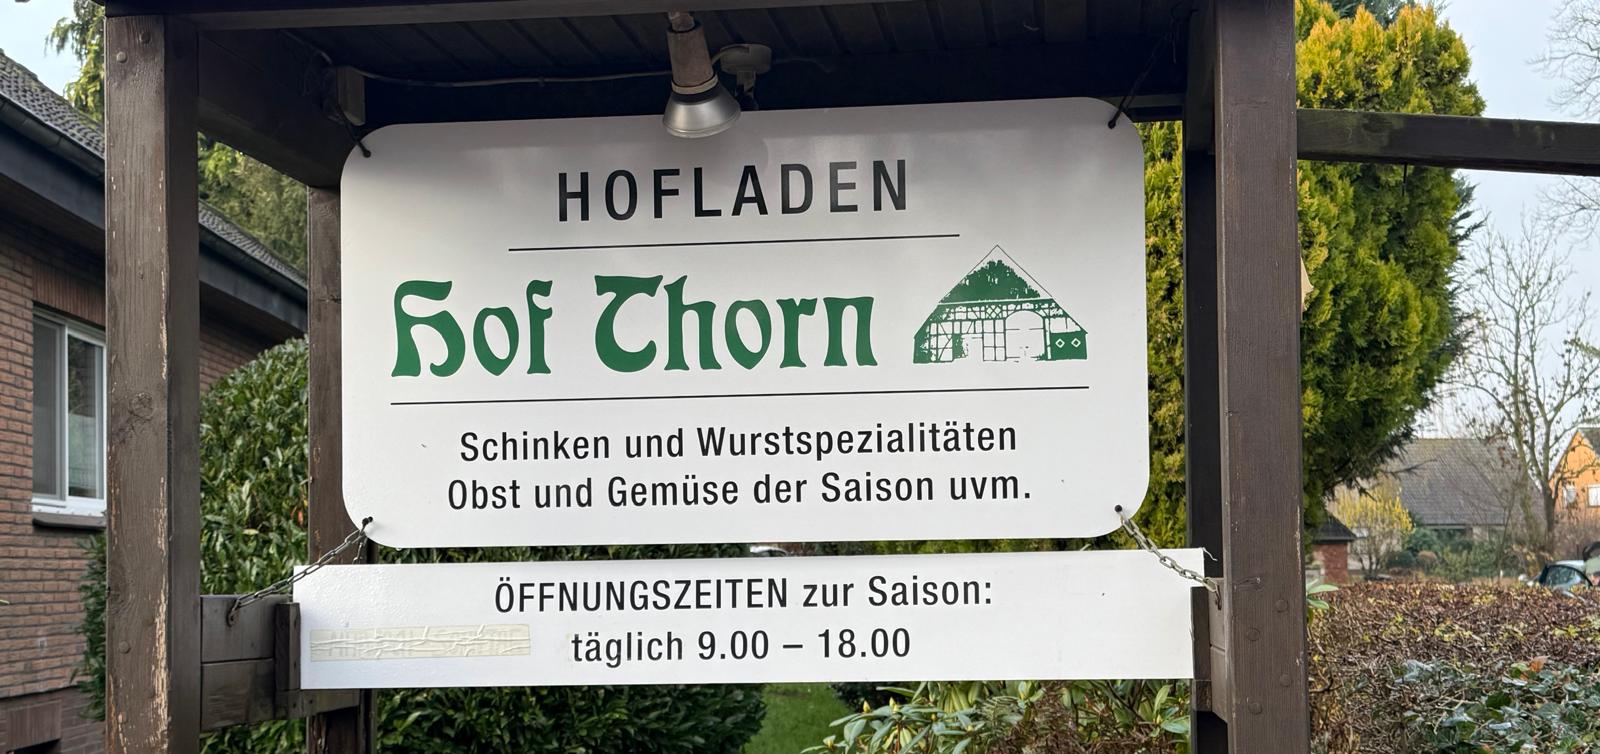 HOFLADEN
Hof Thorn
Schinken und Wurstspezialitäten
Obst und Gemüse der Saison uvm.
ÖFFNUNGSZEITEN zur Saison:
täglich 9.00 – 18.00